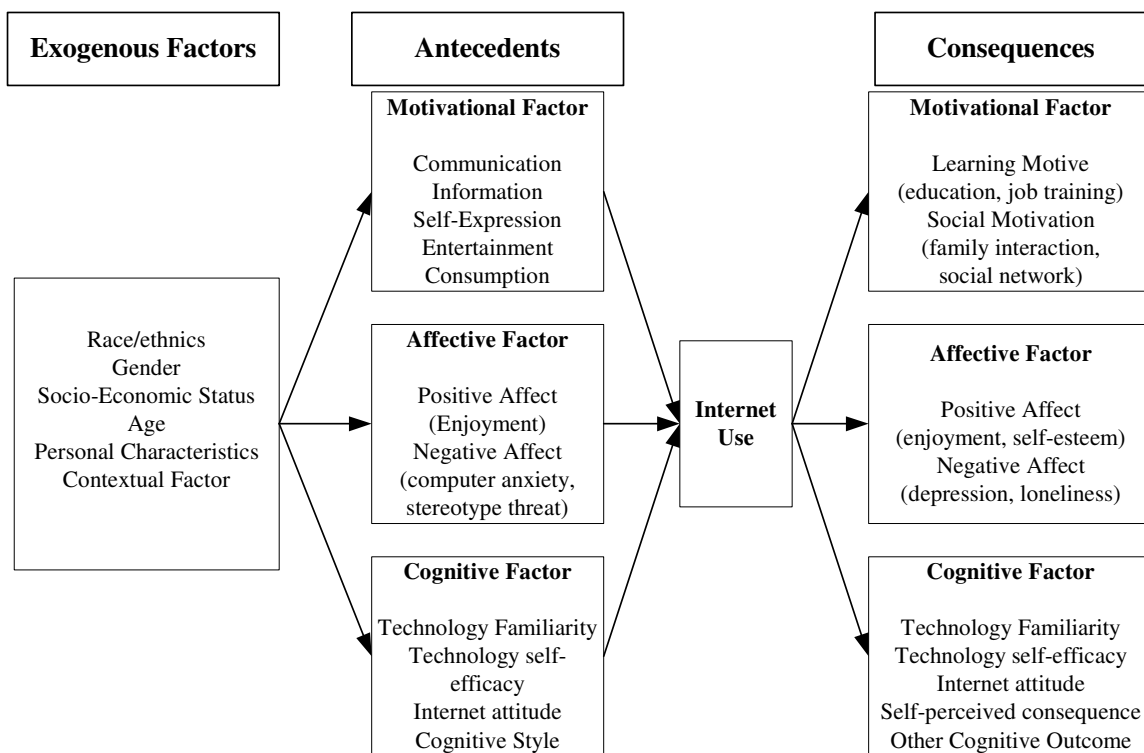 Exogenous Factors
Antecedents
Consequences
Race/ethnics
Gender
Socio-Economic Status
Age
Personal Characteristics
Contextual Factor
Motivational Factor
Communication
Information
Self-Expression
Entertainment
Consumption
Affective Factor
Positive Affect
(Enjoyment)
Negative Affect
(computer anxiety,
stereotype threat)
Cognitive Factor
Technology Familiarity
Technology self-
efficacy
Internet attitude
Cognitive Style
Internet
Use
Motivational Factor
Learning Motive
(education, job training)
Social Motivation
(family interaction,
social network)
Affective Factor
Positive Affect
(enjoyment, self-esteem)
Negative Affect
(depression, loneliness)
Cognitive Factor
Technology Familiarity
Technology self-efficacy
Internet attitude
Self-perceived consequence
Other Cognitive Outcome